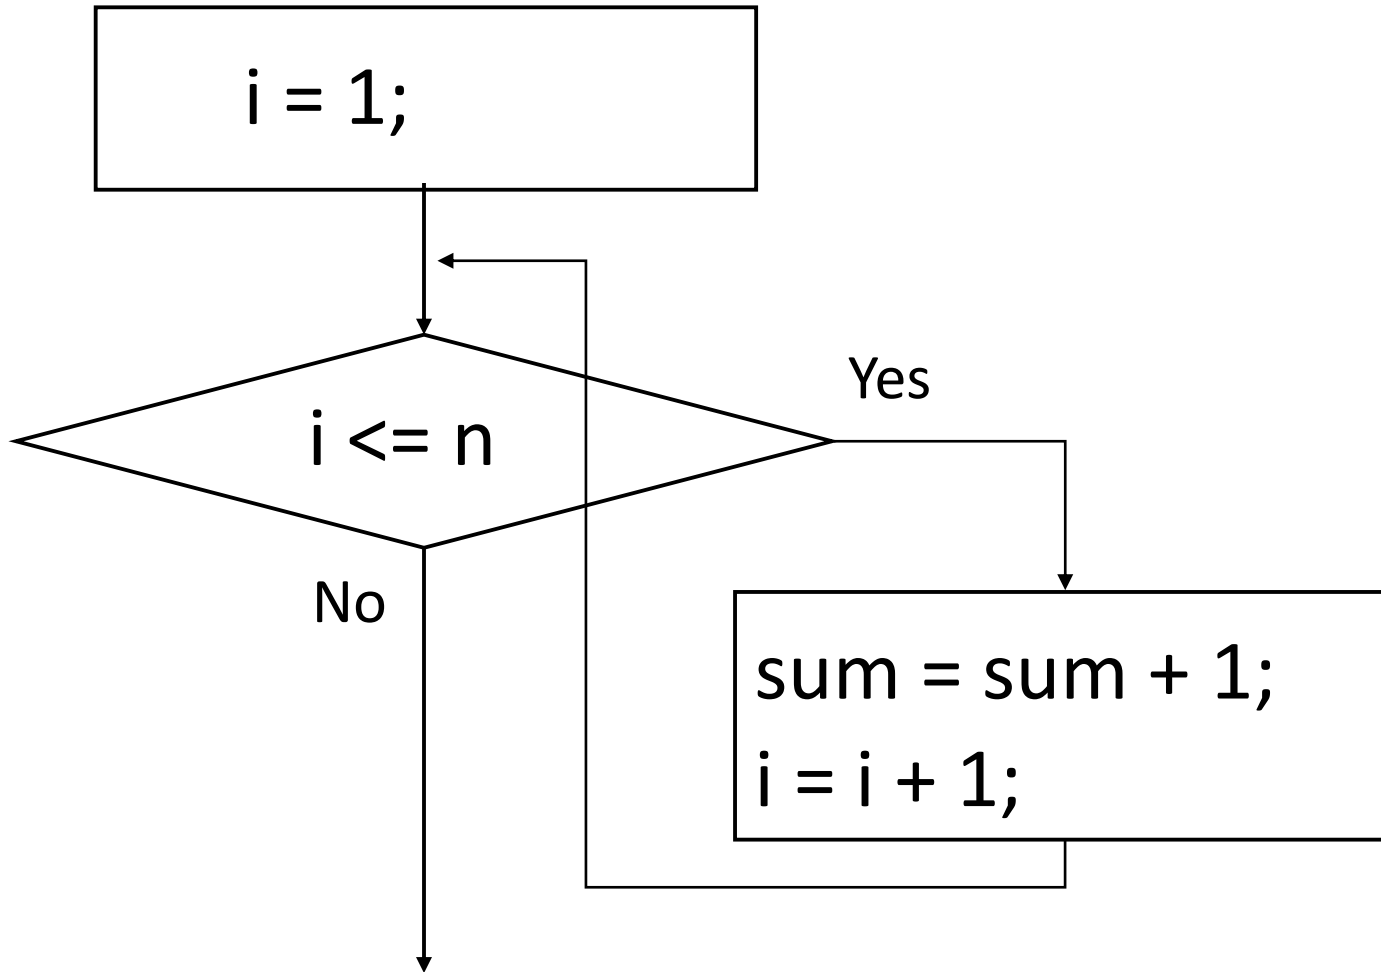 i = 1;
i <= n
Yes
No
sum = sum + 1;
i = i + 1;